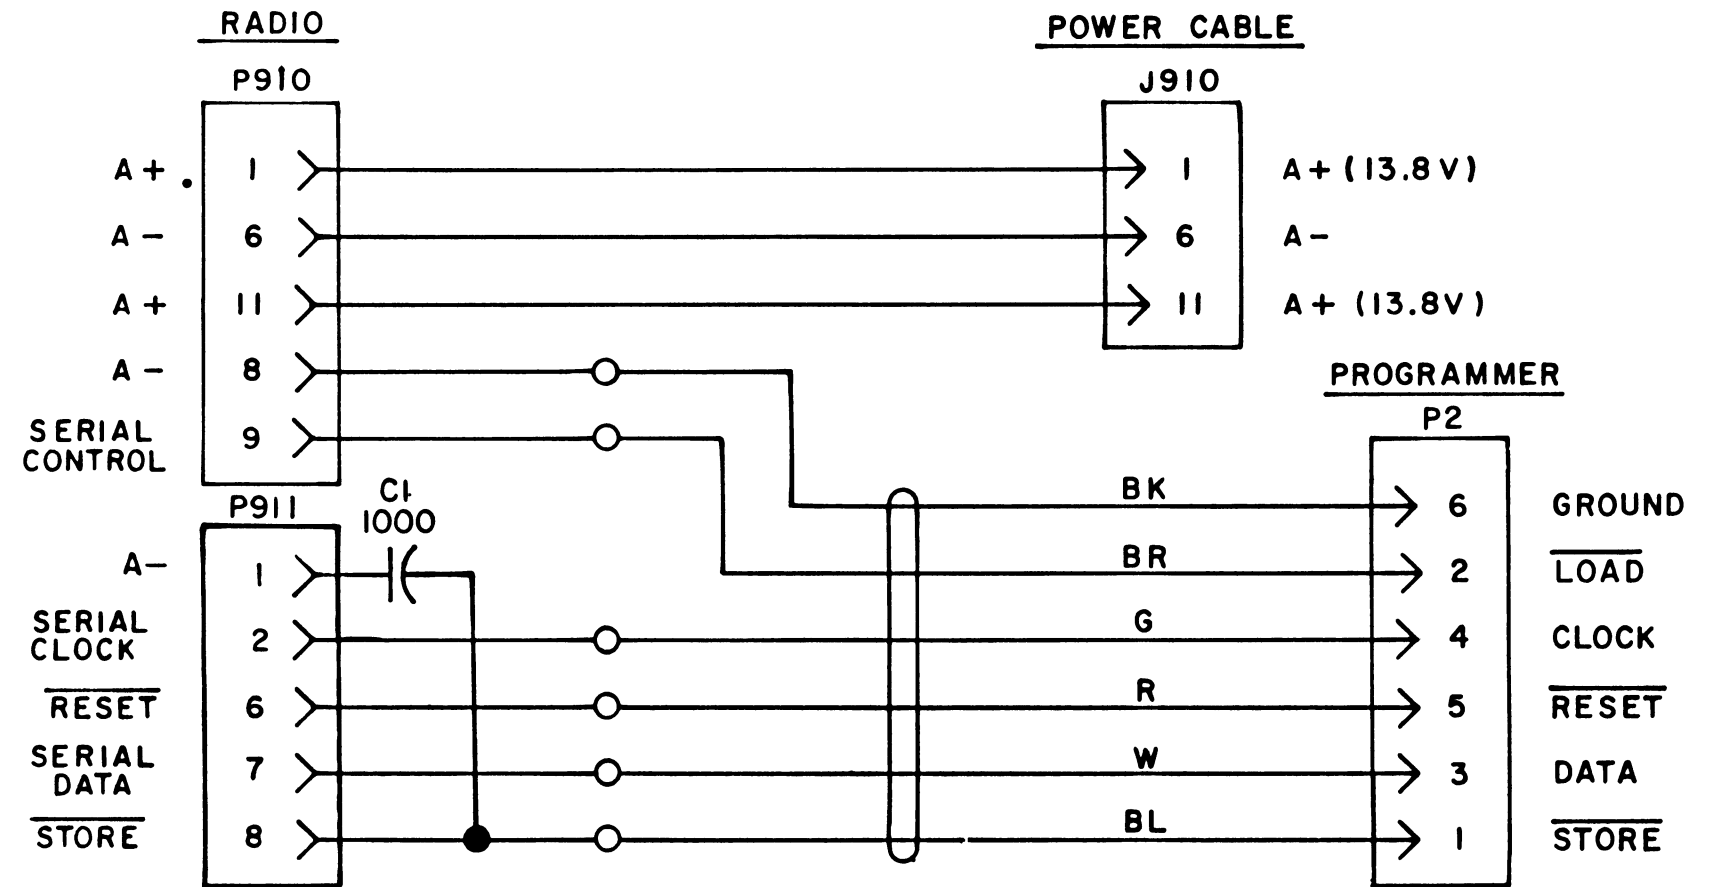 RADIO
P910
A+ 1
A- 6
A+ 11
A- 8
SERIAL
CONTROL
9
P911
C1
1000
A- 1
SERIAL
CLOCK
2
RESET 6
SERIAL
DATA
7
STORE 8
POWER CABLE
J910
1 A+ (13.8V)
6 A-
11 A+ (13.8V)
PROGRAMMER
P2
BK 6 GROUND
BR 2 LOAD
G 4 CLOCK
R 5 RESET
W 3 DATA
BL 1 STORE